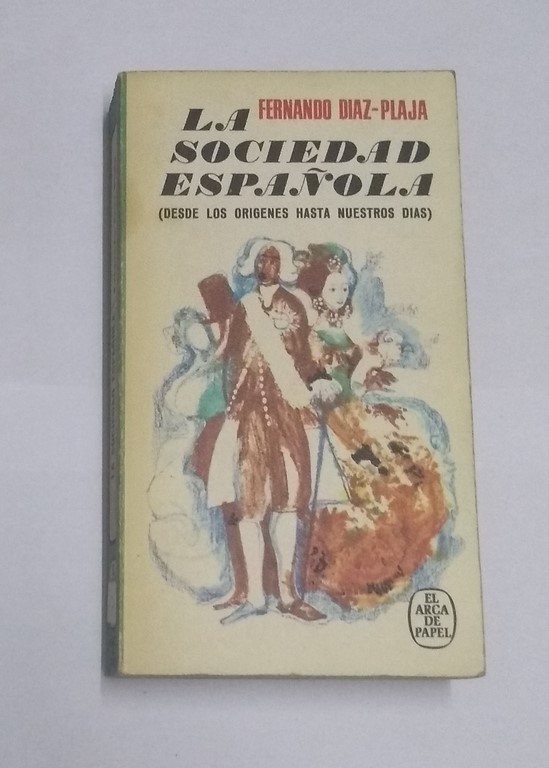 FERNANDO DIAZ-PLAJA
LA
SOCIEDAD
ESPAÑOLA
(DESDE LOS ORIGENES HASTA NUESTROS DIAS)
EL
ARCA
DE
PAPEL